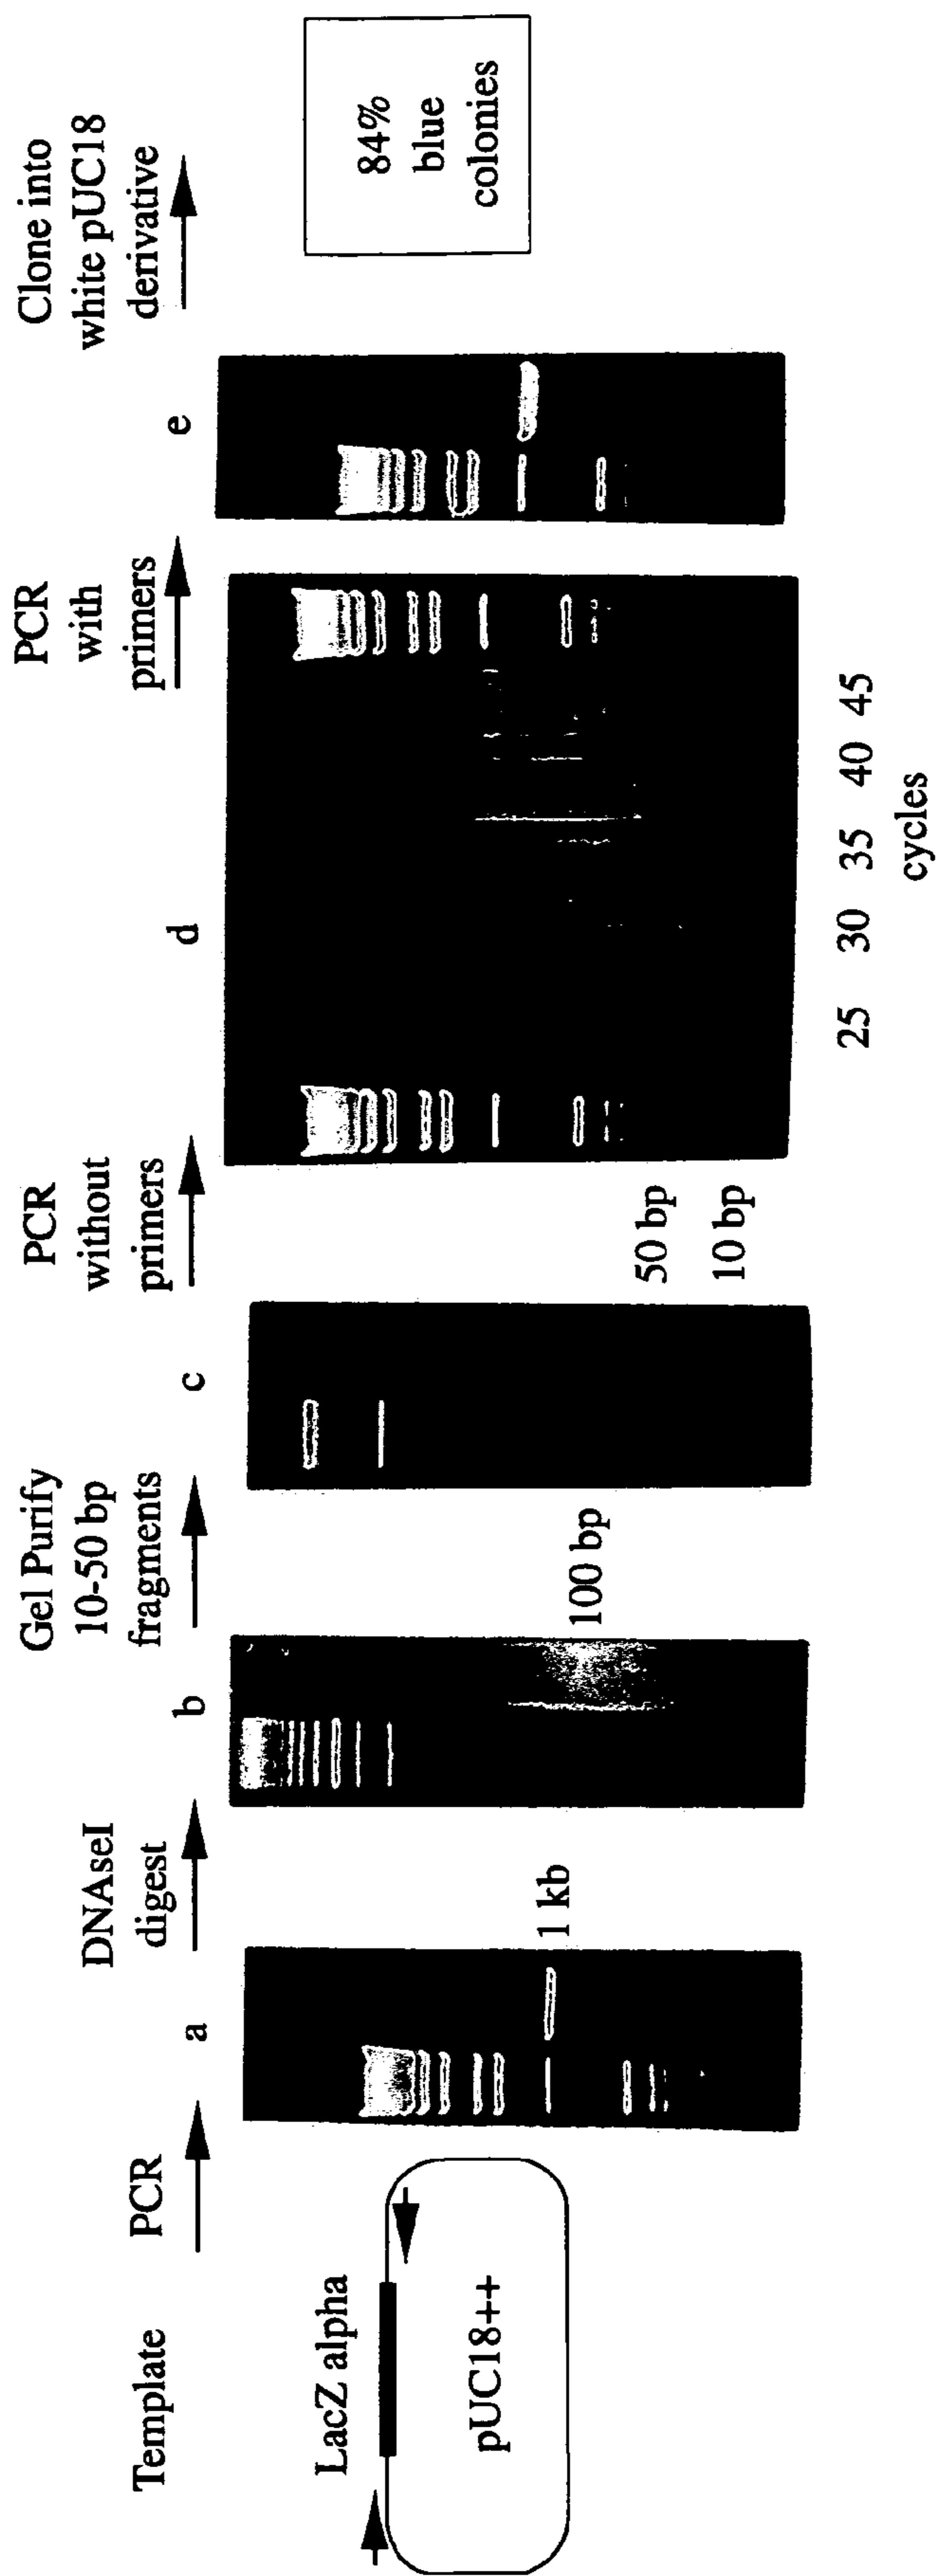 Template
PCR
LacZ alpha
pUC18++
a
1 kb
DNAseI
digest
b
100 bp
Gel Purify
10-50 bp
fragments
c
50 bp
10 bp
PCR
without
primers
d
25 30 35 40 45
cycles
PCR
with
primers
e
Clone into
white pUC18
derivative
84%
blue
colonies